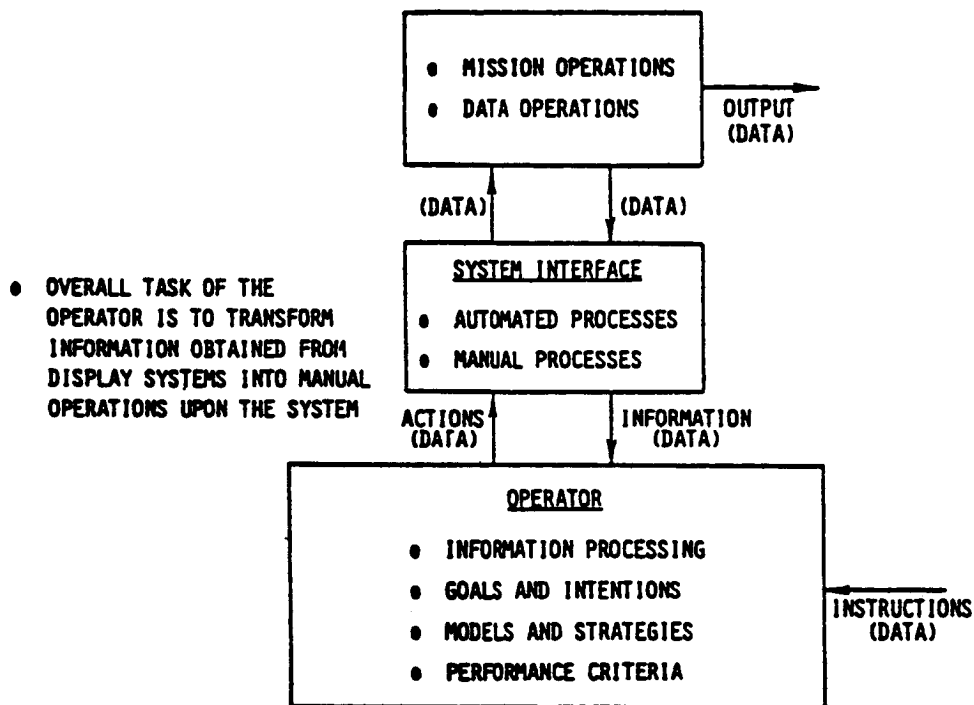 • MISSION OPERATIONS
• DATA OPERATIONS
OUTPUT
(DATA)
(DATA)
(DATA)
SYSTEM INTERFACE
• AUTOMATED PROCESSES
• MANUAL PROCESSES
• OVERALL TASK OF THE
OPERATOR IS TO TRANSFORM
INFORMATION OBTAINED FROM
DISPLAY SYSTEMS INTO MANUAL
OPERATIONS UPON THE SYSTEM
ACTIONS
(DATA)
INFORMATION
(DATA)
OPERATOR
• INFORMATION PROCESSING
• GOALS AND INTENTIONS
• MODELS AND STRATEGIES
• PERFORMANCE CRITERIA
INSTRUCTIONS
(DATA)